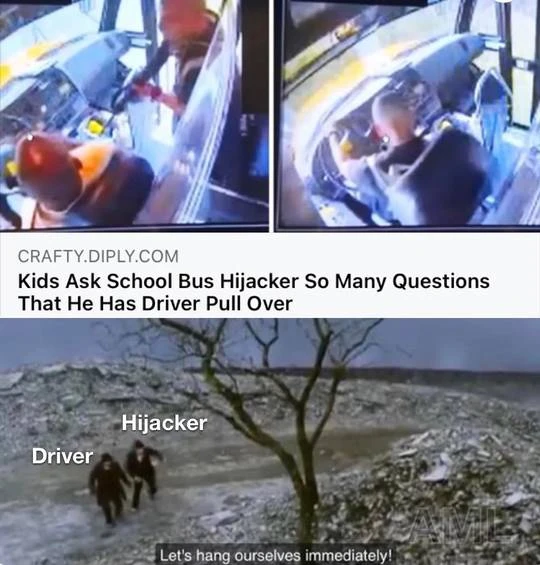 CRAFTY.DIPLY.COM
Kids Ask School Bus Hijacker So Many Questions
That He Has Driver Pull Over
Hijacker
Driver
AML
Let's hang ourselves immediately!